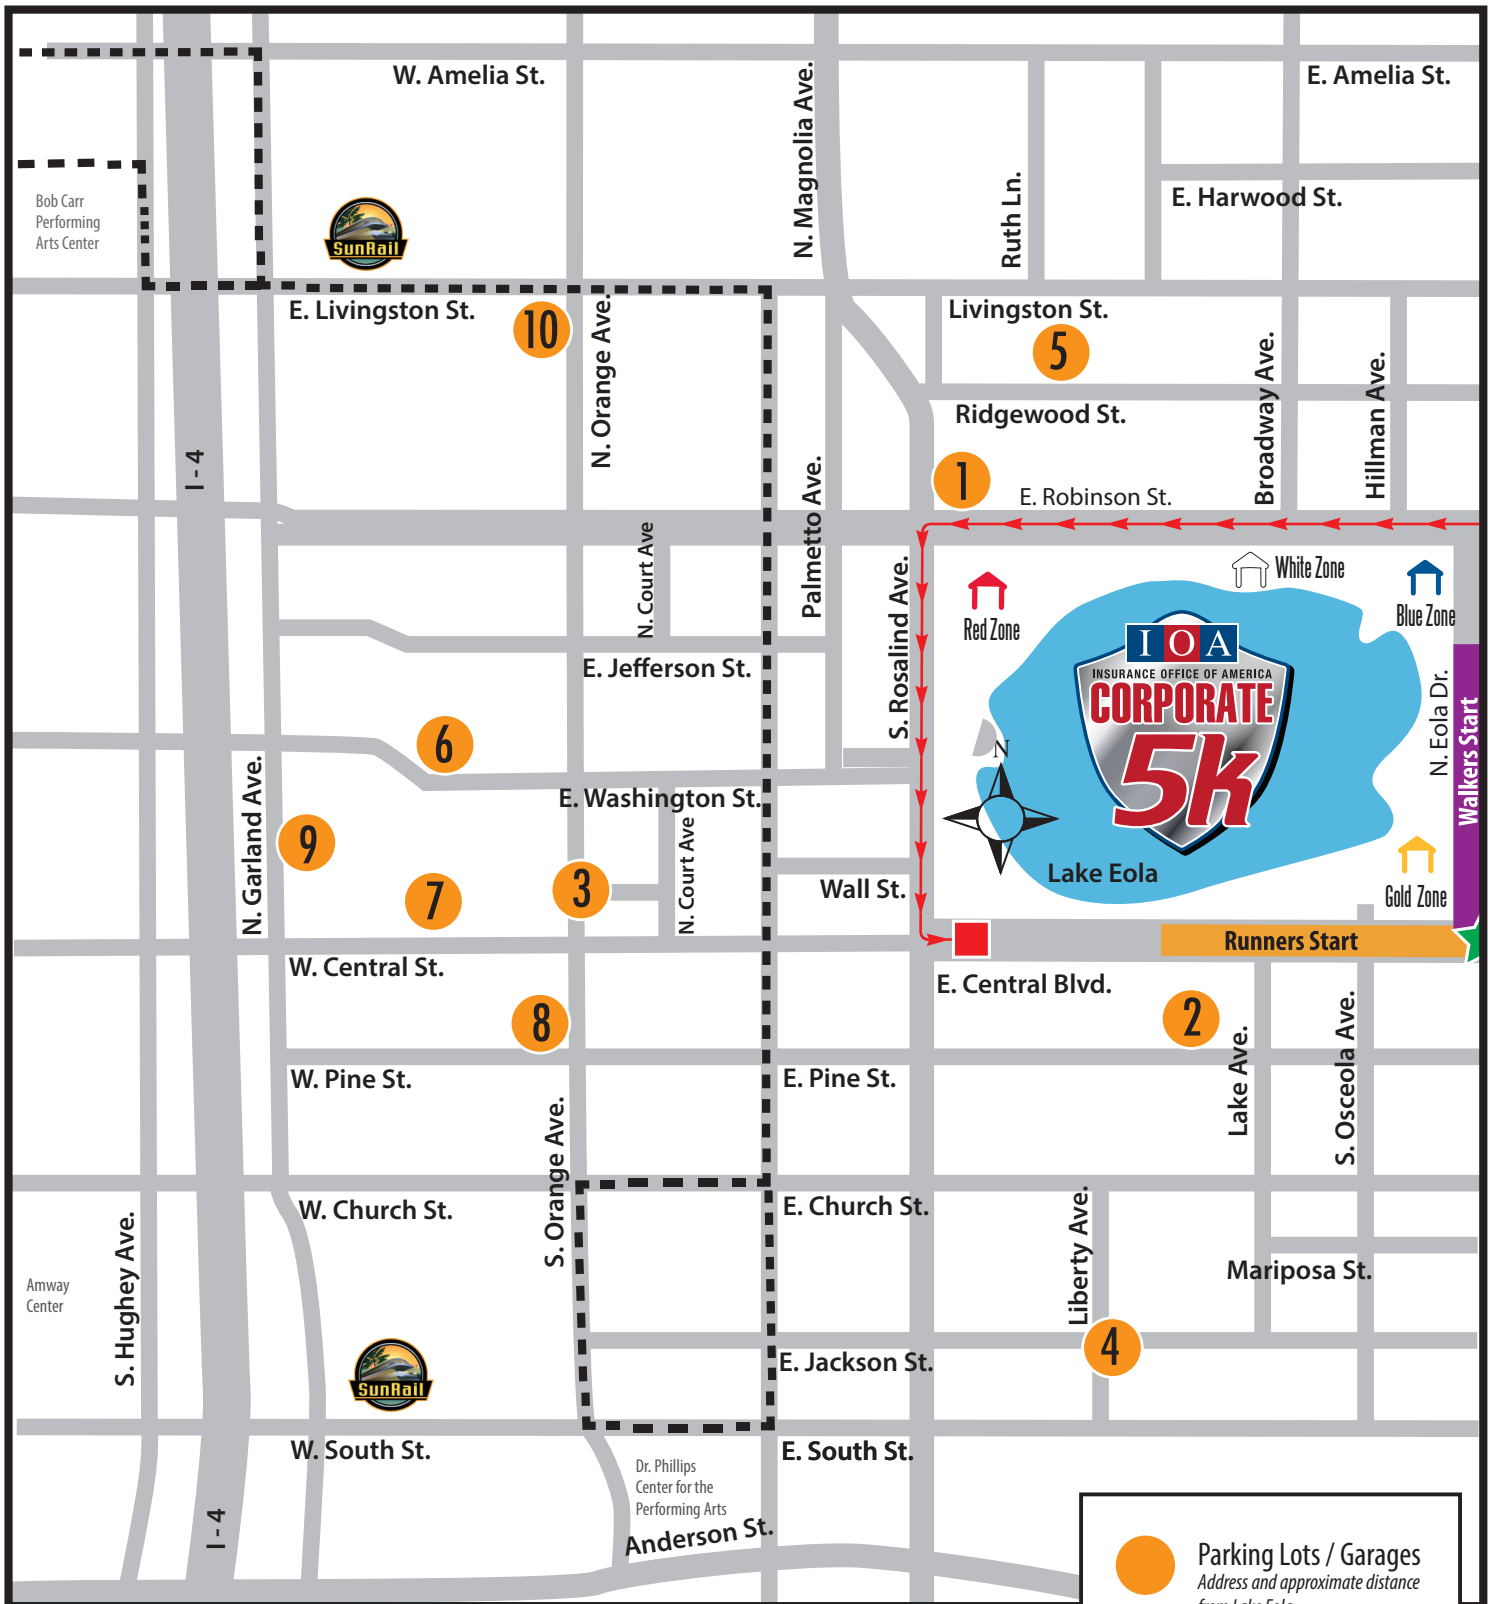 W. Amelia St.
E. Amelia St.
N. Magnolia Ave.
Ruth Ln.
E. Harwood St.
Bob Carr
Performing
Arts Center
SunRail
E. Livingston St.
Livingston St.
10
5
N. Orange Ave.
Broadway Ave.
Hillman Ave.
Ridgewood St.
I - 4
1
E. Robinson St.
Palmetto Ave.
N. Court Ave
S. Rosalind Ave.
White Zone
Red Zone
Blue Zone
I O A
INSURANCE OFFICE OF AMERICA
CORPORATE
5k
E. Jefferson St.
N. Eola Dr.
Walkers Start
6
N
E. Washington St.
N. Garland Ave.
9
7
3
N. Court Ave
Wall St.
Lake Eola
Gold Zone
W. Central St.
Runners Start
E. Central Blvd.
8
2
Lake Ave.
S. Osceola Ave.
W. Pine St.
E. Pine St.
S. Orange Ave.
W. Church St.
E. Church St.
S. Hughey Ave.
Liberty Ave.
Mariposa St.
Amway
Center
SunRail
E. Jackson St.
4
W. South St.
E. South St.
Dr. Phillips
Center for the
Performing Arts
I - 4
Anderson St.
Parking Lots / Garages
Address and approximate distance
from Lake Eola